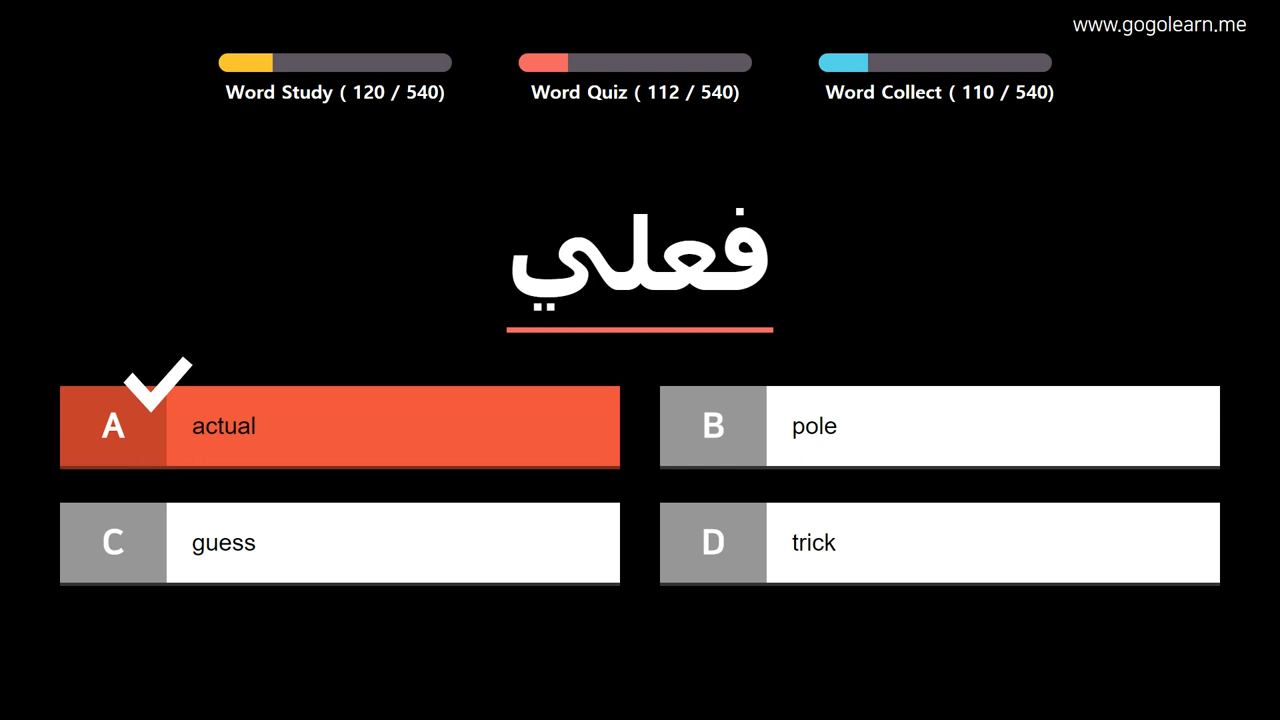 www.gogolearn.me
Word Study ( 120 / 540)
Word Quiz ( 112 / 540)
Word Collect ( 110 / 540)
فعلي
A actual
B pole
C guess
D trick